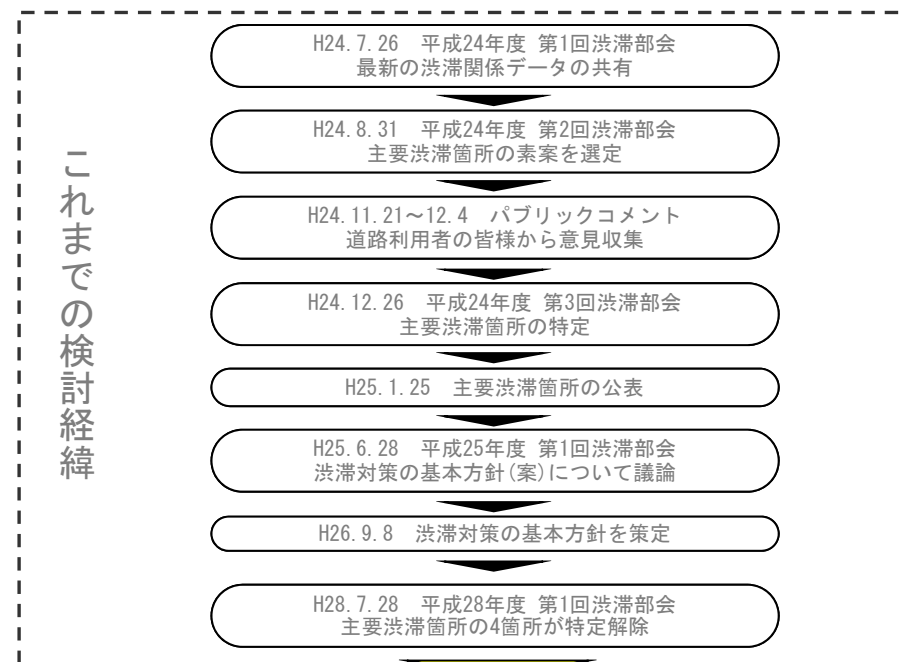 これまでの検討経緯
H24.7.26 平成24年度 第1回渋滞部会
最新の渋滞関係データの共有
H24.8.31 平成24年度 第2回渋滞部会
主要渋滞箇所の素案を選定
H24.11.21～12.4 パブリックコメント
道路利用者の皆様から意見収集
H24.12.26 平成24年度 第3回渋滞部会
主要渋滞箇所の特定
H25.1.25 主要渋滞箇所の公表
H25.6.28 平成25年度 第1回渋滞部会
渋滞対策の基本方針(案)について議論
H26.9.8 渋滞対策の基本方針を策定
H28.7.28 平成28年度 第1回渋滞部会
主要渋滞箇所の4箇所が特定解除